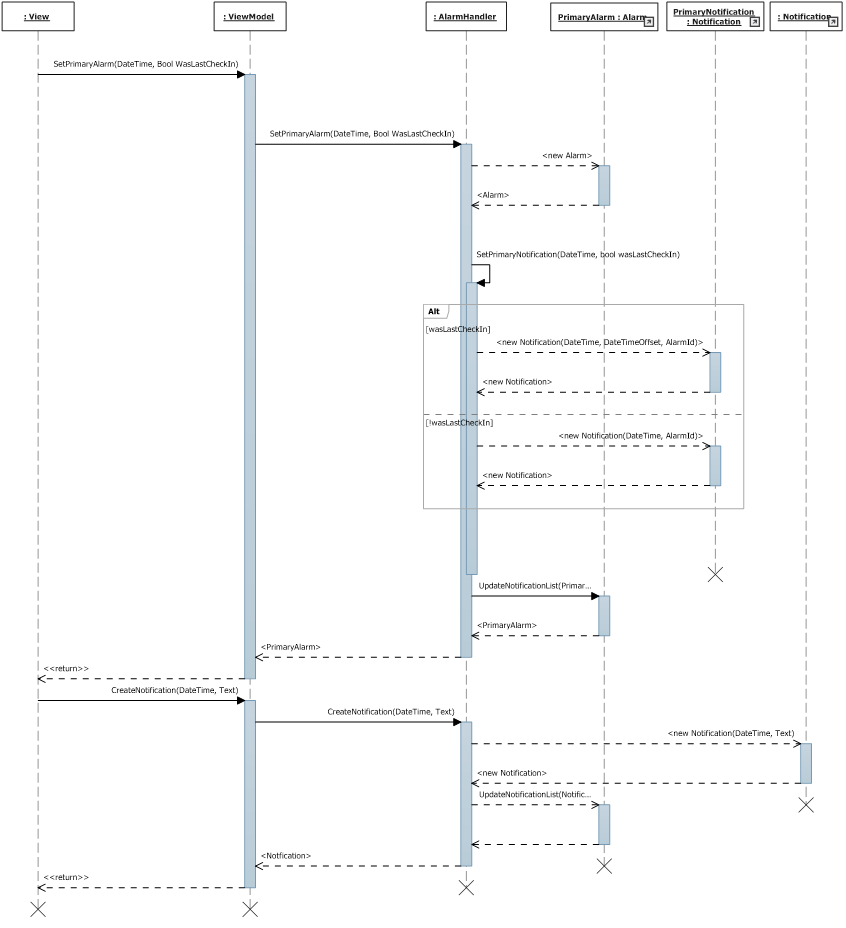 : View
: ViewModel
: AlarmHandler
PrimaryAlarm : Alarm
PrimaryNotification
: Notification
: Notification
SetPrimaryAlarm(DateTime, Bool WasLastCheckIn)
SetPrimaryAlarm(DateTime, Bool WasLastCheckIn)
<new Alarm>
<Alarm>
SetPrimaryNotification(DateTime, bool wasLastCheckIn)
Alt
[wasLastCheckIn]
<new Notification(DateTime, DateTimeOffset, AlarmId)>
<new Notification>
[!wasLastCheckIn]
<new Notification(DateTime, AlarmId)>
<new Notification>
UpdateNotificationList(Primar...
<PrimaryAlarm>
<PrimaryAlarm>
<<return>>
CreateNotification(DateTime, Text)
CreateNotification(DateTime, Text)
<new Notification(DateTime, Text)
<new Notification>
UpdateNotificationList(Notific...
<Notfication>
<<return>>